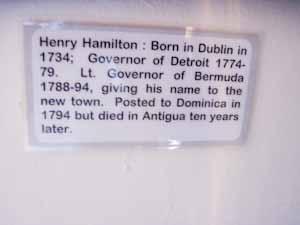 Henry Hamilton : Born in Dublin in
1734; Governor of Detroit 1774-
79. Lt. Governor of Bermuda
1788-94, giving his name to the
new town. Posted to Dominica in
1794 but died in Antigua ten years
later.